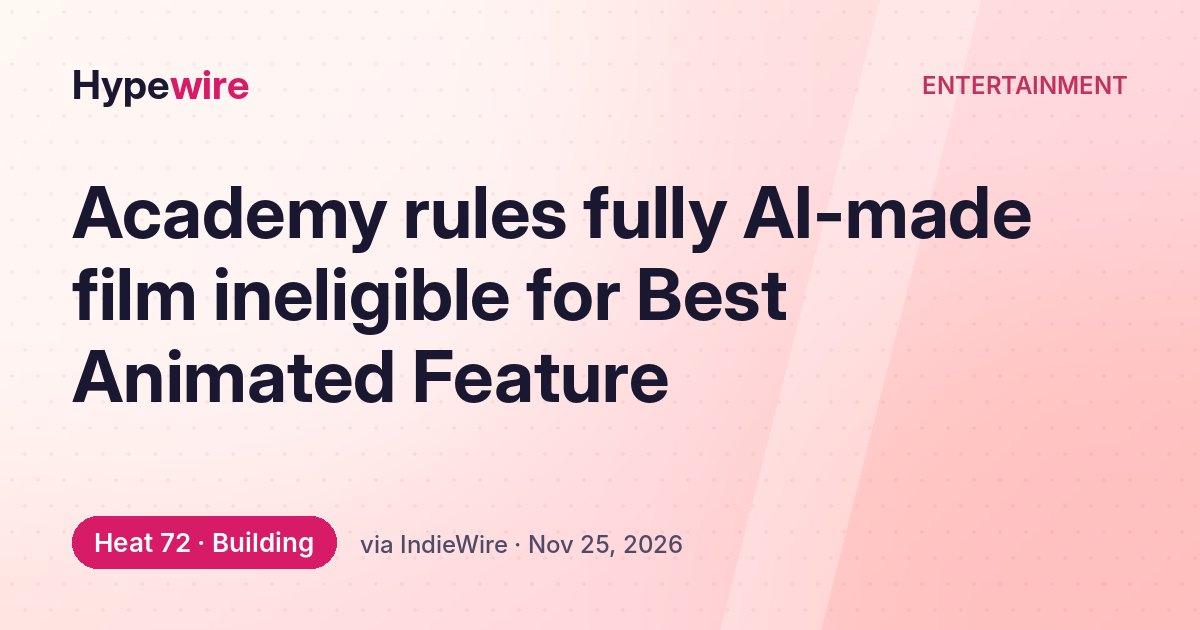 Hypewire
ENTERTAINMENT
Academy rules fully AI-made
film ineligible for Best
Animated Feature
Heat 72 · Building
via IndieWire · Nov 25, 2026